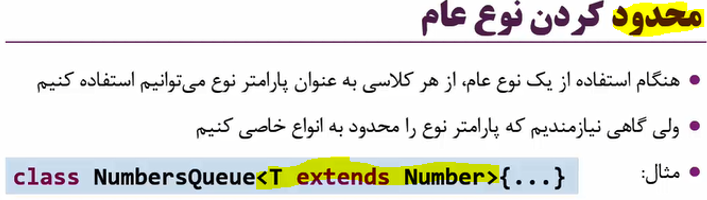 محدود کردن نوع عام
هنگام استفاده از یک نوع عام، از هر کلاسی به عنوان پارامتر نوع می‌توانیم استفاده کنیم
ولی گاهی نیازمندیم که پارامتر نوع را محدود به انواع خاصی کنیم
مثال: class NumbersQueue<T extends Number>{...}